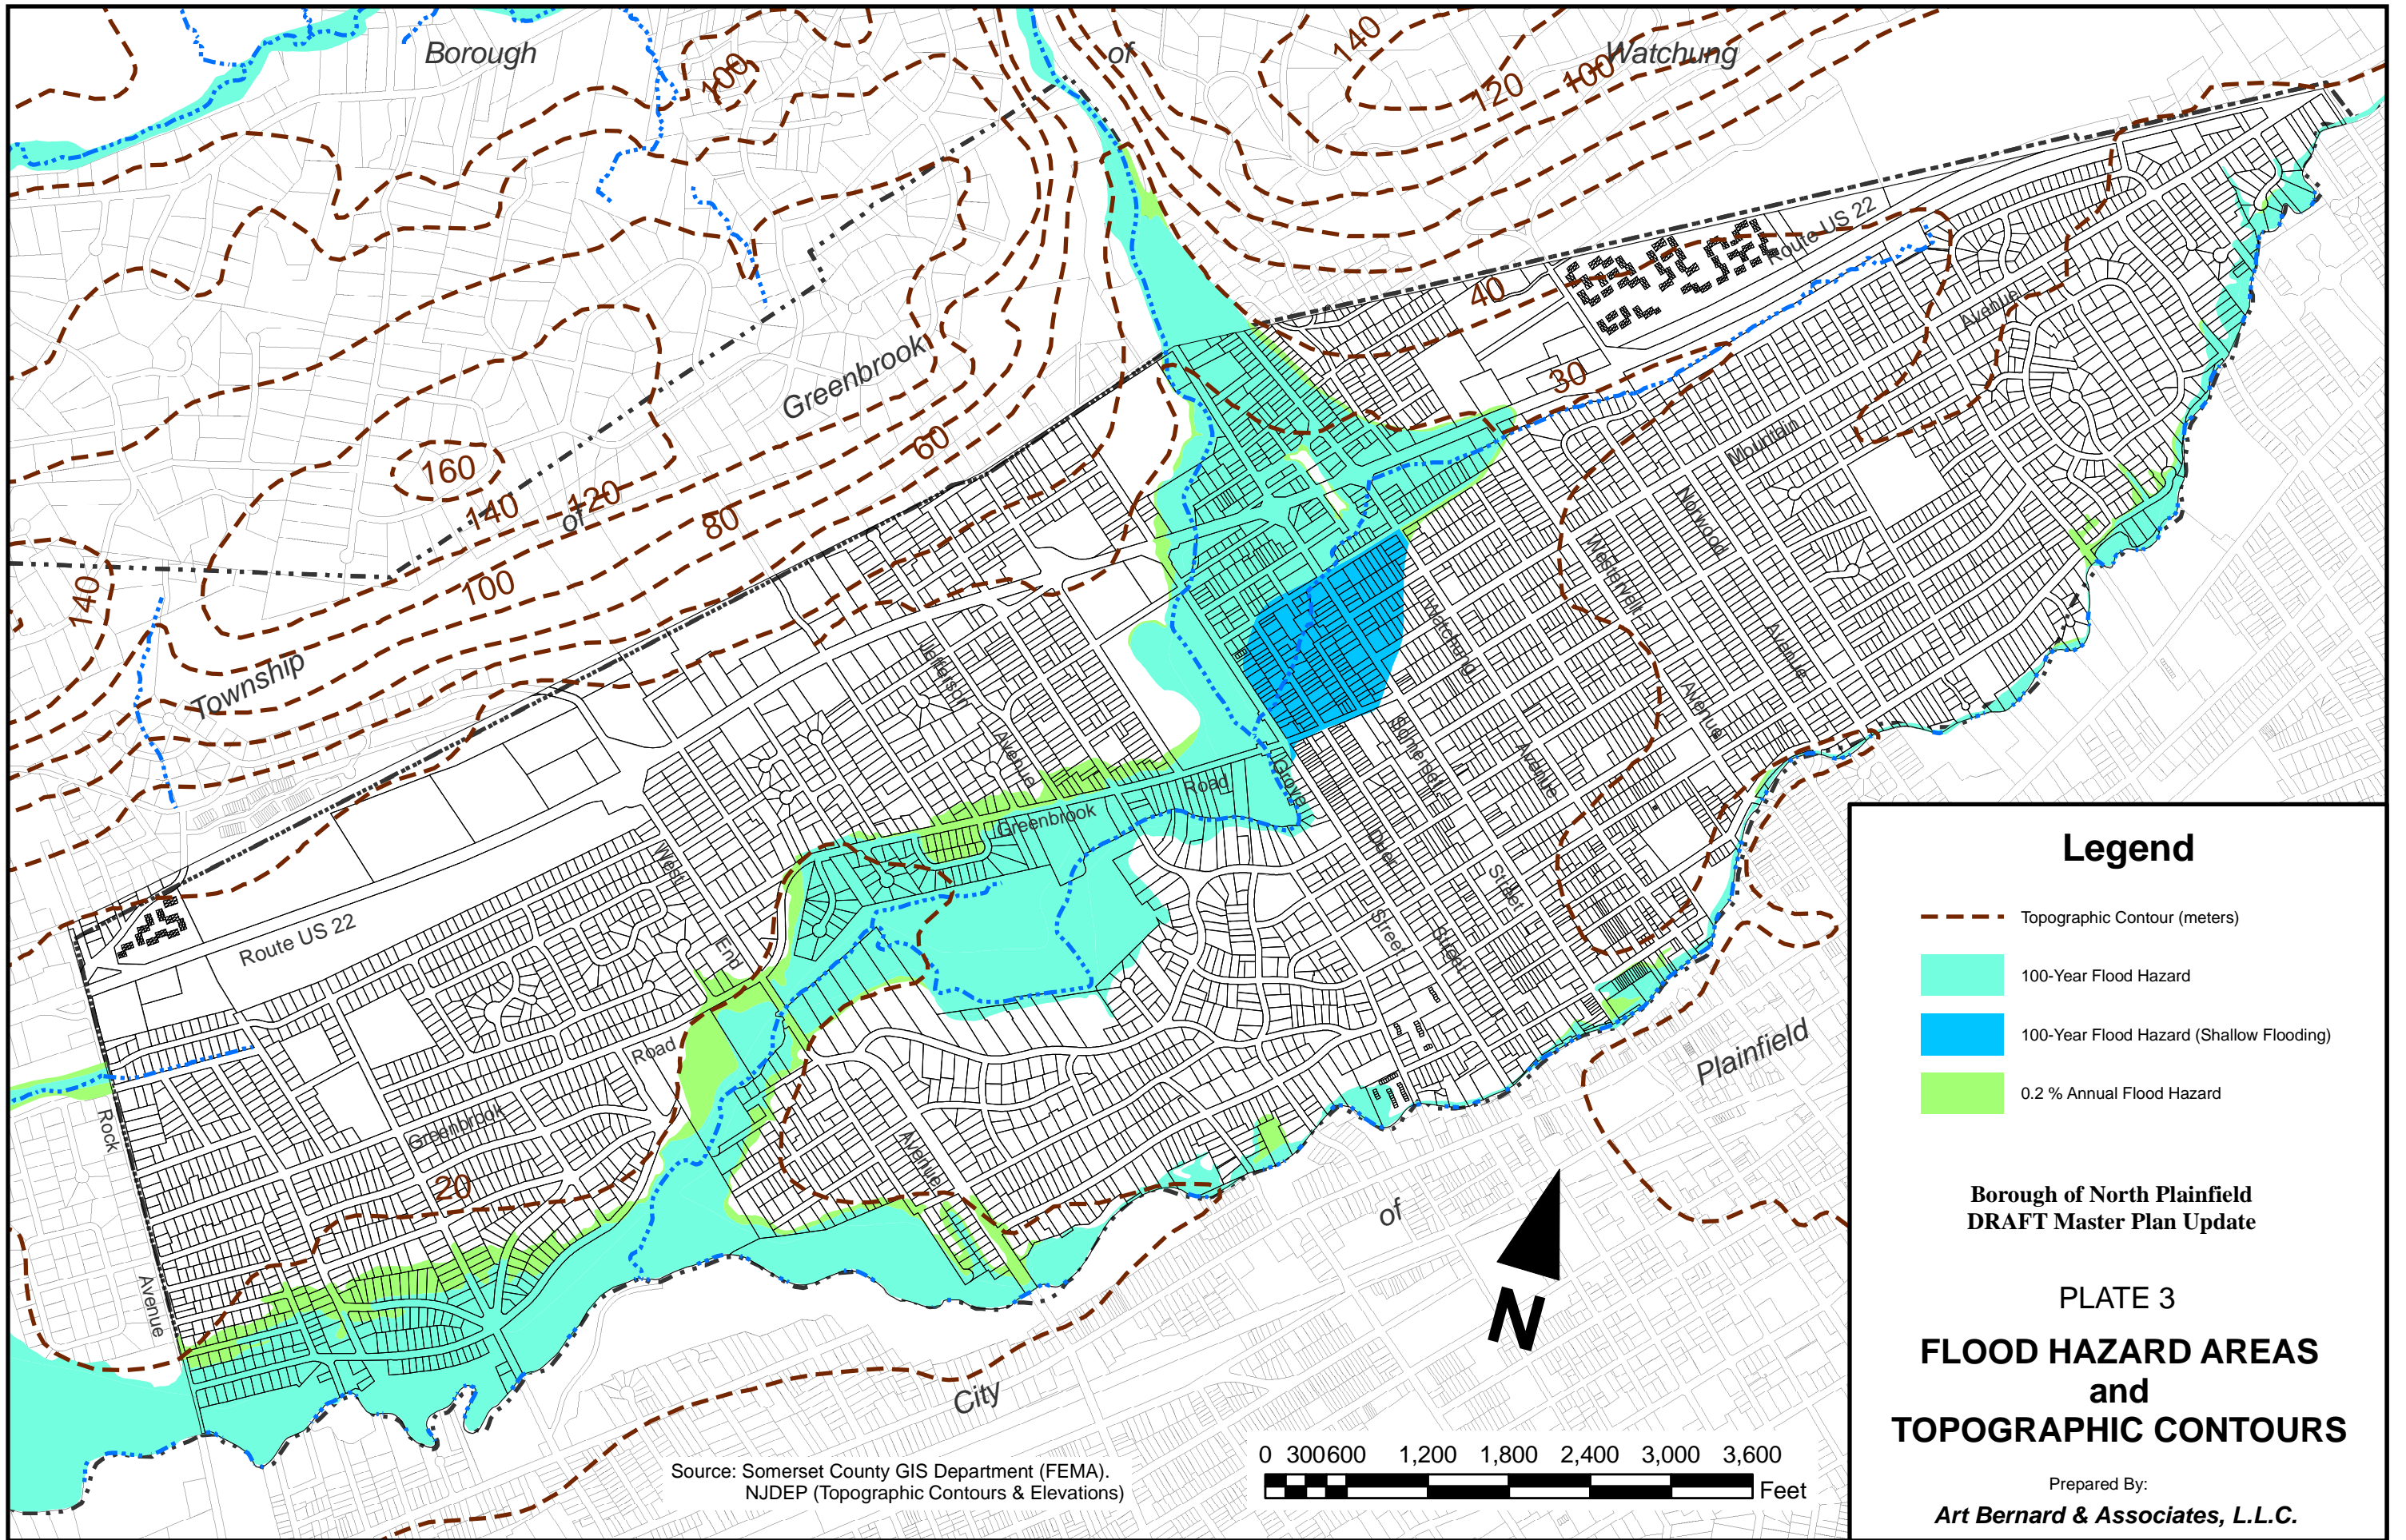 Borough
of
Watchung
140
120
100
100
Route US 22
40
30
Avenue
Mountain
Greenbrook
60
160
140
of
120
80
100
140
Norwood
Westervelt
Avenue
Avenue
Watchung
Avenue
Township
Jefferson
Avenue
Somerset
Street
Grove
Street
Duer
Street
Greenbrook
Road
West
End
Avenue
Route US 22
Road
Greenbrook
20
Rock
Avenue
Plainfield
of
City
N
Legend
Topographic Contour (meters)
100-Year Flood Hazard
100-Year Flood Hazard (Shallow Flooding)
0.2 % Annual Flood Hazard
Borough of North Plainfield
DRAFT Master Plan Update
PLATE 3
FLOOD HAZARD AREAS
and
TOPOGRAPHIC CONTOURS
Prepared By:
Art Bernard & Associates, L.L.C.
Source: Somerset County GIS Department (FEMA).
NJDEP (Topographic Contours & Elevations)
0 300 600 1,200 1,800 2,400 3,000 3,600
Feet